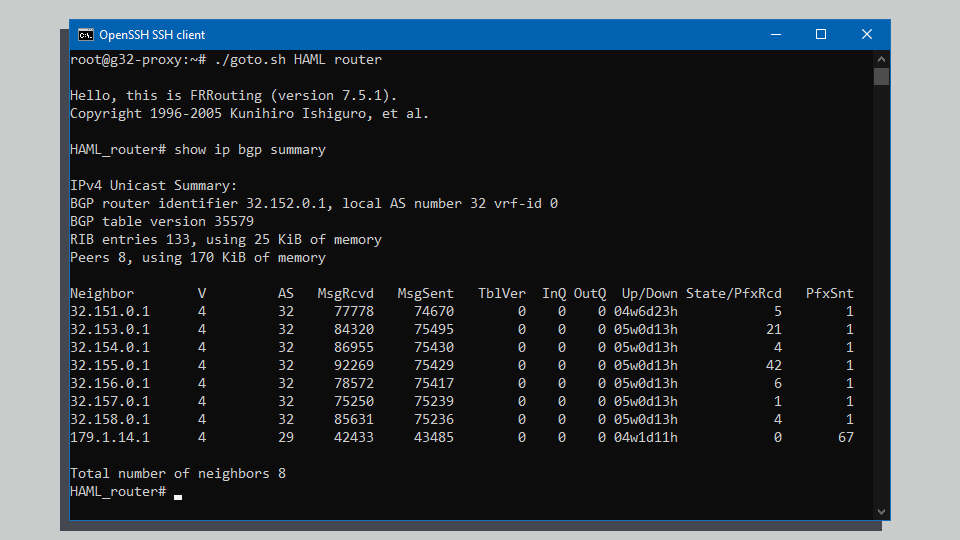 OpenSSH SSH client
root@g32-proxy:~# ./goto.sh HAML router
Hello, this is FRRouting (version 7.5.1).
Copyright 1996-2005 Kunihiro Ishiguro, et al.
HAML_router# show ip bgp summary
IPv4 Unicast Summary:
BGP router identifier 32.152.0.1, local AS number 32 vrf-id 0
BGP table version 35579
RIB entries 133, using 25 KiB of memory
Peers 8, using 170 KiB of memory
Neighbor V AS MsgRcvd MsgSent TblVer InQ OutQ Up/Down State/PfxRcd PfxSnt
32.151.0.1 4 32 77778 74670 0 0 0 04w6d23h 5 1
32.153.0.1 4 32 84320 75495 0 0 0 05w0d13h 21 1
32.154.0.1 4 32 86955 75430 0 0 0 05w0d13h 4 1
32.155.0.1 4 32 92269 75429 0 0 0 05w0d13h 42 1
32.156.0.1 4 32 78572 75417 0 0 0 05w0d13h 6 1
32.157.0.1 4 32 75250 75239 0 0 0 05w0d13h 1 1
32.158.0.1 4 32 85631 75236 0 0 0 05w0d13h 4 1
179.1.14.1 4 29 42433 43485 0 0 0 04w1d11h 0 67
Total number of neighbors 8
HAML_router#